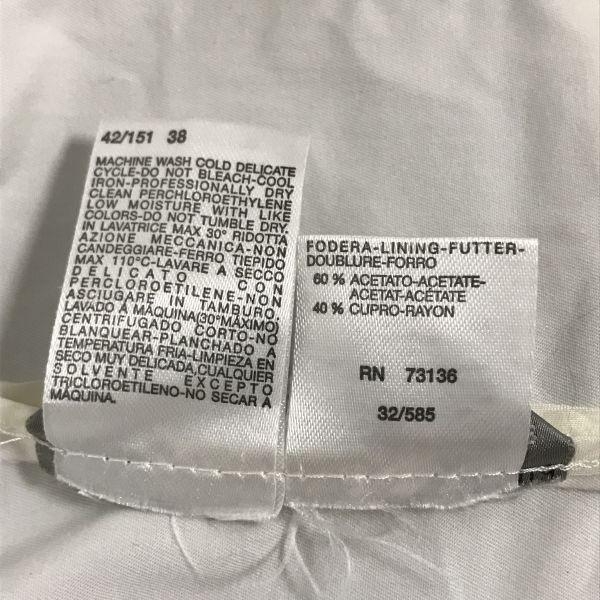 42/151 38
MACHINE WASH COLD DELICATE
CYCLE-DO NOT BLEACH-COOL
IRON-PROFESSIONALLY DRY
CLEAN PERCHLOROETHYLENE
LOW MOISTURE WITH LIKE
COLORS-DO NOT TUMBLE DRY.
IN LAVATRICE MAX 30° RIDOTTA
AZIONE MECCANICA-NON
CANDEGGIARE-FERRO TIEPIDO
MAX 110°C-LAVARE A SECCO
DELICATO CON
PERCLOROETILENE-NON
ASCIUGARE IN TAMBURO.
LAVADO A MAQUINA(30°MAXIMO)
CENTRIFUGADO CORTO-NO
BLANQUEAR-PLANCHADO A
TEMPERATURA FRIA-LIMPIEZA EN
SECO MUY DELICADA,CUALQUIER
SOLVENTE EXCEPTO
TRICLOROETILENO-NO SECAR A
MÁQUINA.
FODERA-LINING-FUTTER-
DOUBLURE-FORRO
60 % ACETATO-ACETATE-
ACETAT-ACÉTATE
40 % CUPRO-RAYON
RN 73136
32/585